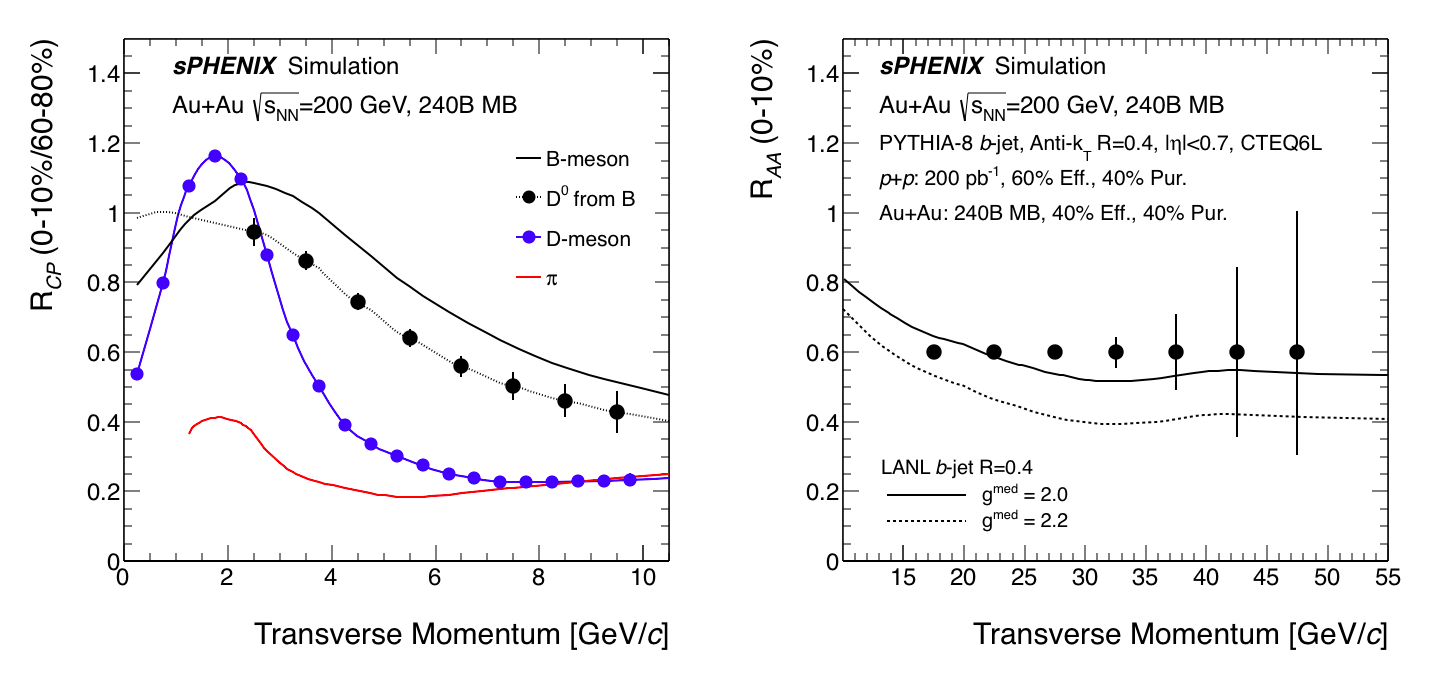 sPHENIX Simulation
Au+Au √sNN=200 GeV, 240B MB
B-meson
D0 from B
D-meson
π
RCP (0-10%/60-80%)
1.4
1.2
1
0.8
0.6
0.4
0.2
0
0 2 4 6 8 10
Transverse Momentum [GeV/c]
sPHENIX Simulation
Au+Au √sNN=200 GeV, 240B MB
PYTHIA-8 b-jet, Anti-kT R=0.4, |η|<0.7, CTEQ6L
p+p: 200 pb-1, 60% Eff., 40% Pur.
Au+Au: 240B MB, 40% Eff., 40% Pur.
LANL b-jet R=0.4
gmed = 2.0
gmed = 2.2
RAA (0-10%)
1.4
1.2
1
0.8
0.6
0.4
0.2
0
15 20 25 30 35 40 45 50 55
Transverse Momentum [GeV/c]